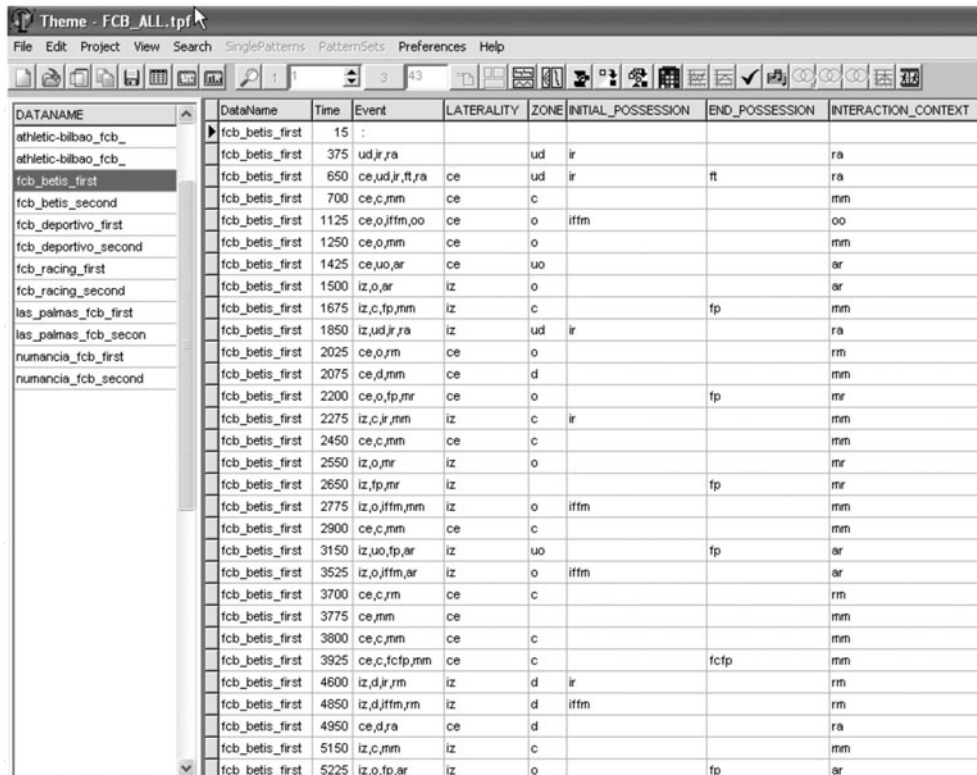 Theme - FCB_ALL.tpf
File Edit Project View Search SinglePatterns PatternSets Preferences Help
1 1 3 43
DATANAME
athletic-bilbao_fcb_
athletic-bilbao_fcb_
fcb_betis_first
fcb_betis_second
fcb_deportivo_first
fcb_deportivo_second
fcb_racing_first
fcb_racing_second
las_palmas_fcb_first
las_palmas_fcb_secon
numancia_fcb_first
numancia_fcb_second
DataName Time Event LATERALITY ZONE INITIAL_POSSESSION END_POSSESSION INTERACTION_CONTEXT
fcb_betis_first 15 :
fcb_betis_first 375 ud,ir,ra ud ir ra
fcb_betis_first 650 ce,ud,ir,ft,ra ce ud ir ft ra
fcb_betis_first 700 ce,c,mm ce c mm
fcb_betis_first 1125 ce,o,iffm,oo ce o iffm oo
fcb_betis_first 1250 ce,o,mm ce o mm
fcb_betis_first 1425 ce,uo,ar ce uo ar
fcb_betis_first 1500 iz,o,ar iz o ar
fcb_betis_first 1675 iz,c,fp,mm iz c fp mm
fcb_betis_first 1850 iz,ud,ir,ra iz ud ir ra
fcb_betis_first 2025 ce,o,rm ce o rm
fcb_betis_first 2075 ce,d,mm ce d mm
fcb_betis_first 2200 ce,o,fp,mr ce o fp mr
fcb_betis_first 2275 iz,c,ir,mm iz c ir mm
fcb_betis_first 2450 ce,c,mm ce c mm
fcb_betis_first 2550 iz,o,mr iz o mr
fcb_betis_first 2650 iz,fp,mr iz fp mr
fcb_betis_first 2775 iz,o,iffm,mm iz o iffm mm
fcb_betis_first 2900 ce,c,mm ce c mm
fcb_betis_first 3150 iz,uo,fp,ar iz uo fp ar
fcb_betis_first 3525 iz,o,iffm,ar iz o iffm ar
fcb_betis_first 3700 ce,c,rm ce c rm
fcb_betis_first 3775 ce,mm ce mm
fcb_betis_first 3800 ce,c,mm ce c mm
fcb_betis_first 3925 ce,c,fcfp,mm ce c fcfp mm
fcb_betis_first 4600 iz,d,ir,rm iz d ir rm
fcb_betis_first 4850 iz,d,iffm,rm iz d iffm rm
fcb_betis_first 4950 ce,d,ra ce d ra
fcb_betis_first 5150 iz,c,mm iz c mm
fcb_betis_first 5225 iz,o,fp,ar iz o fp ar